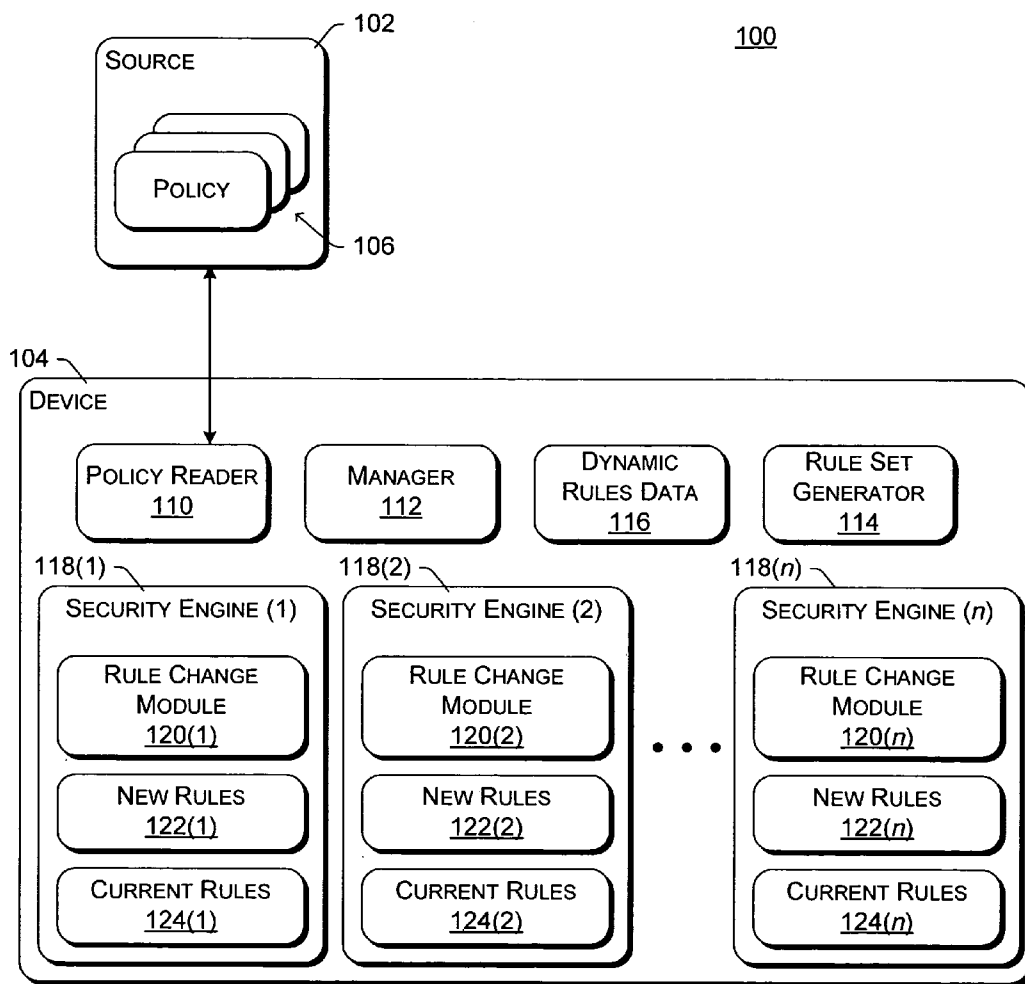 100
102
SOURCE
POLICY
106
104
DEVICE
POLICY READER
110
MANAGER
112
DYNAMIC
RULES DATA
116
RULE SET
GENERATOR
114
118(1)
SECURITY ENGINE (1)
RULE CHANGE
MODULE
120(1)
NEW RULES
122(1)
CURRENT RULES
124(1)
118(2)
SECURITY ENGINE (2)
RULE CHANGE
MODULE
120(2)
NEW RULES
122(2)
CURRENT RULES
124(2)
118(n)
SECURITY ENGINE (n)
RULE CHANGE
MODULE
120(n)
NEW RULES
122(n)
CURRENT RULES
124(n)